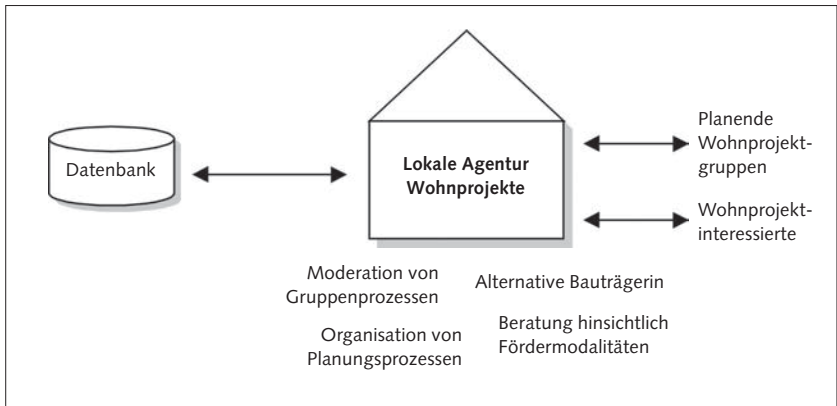 Datenbank
Lokale Agentur
Wohnprojekte
Planende
Wohnprojekt-
gruppen
Wohnprojekt-
interessierte
Moderation von
Gruppenprozessen
Alternative Bauträgerin
Organisation von
Planungsprozessen
Beratung hinsichtlich
Fördermodalitäten